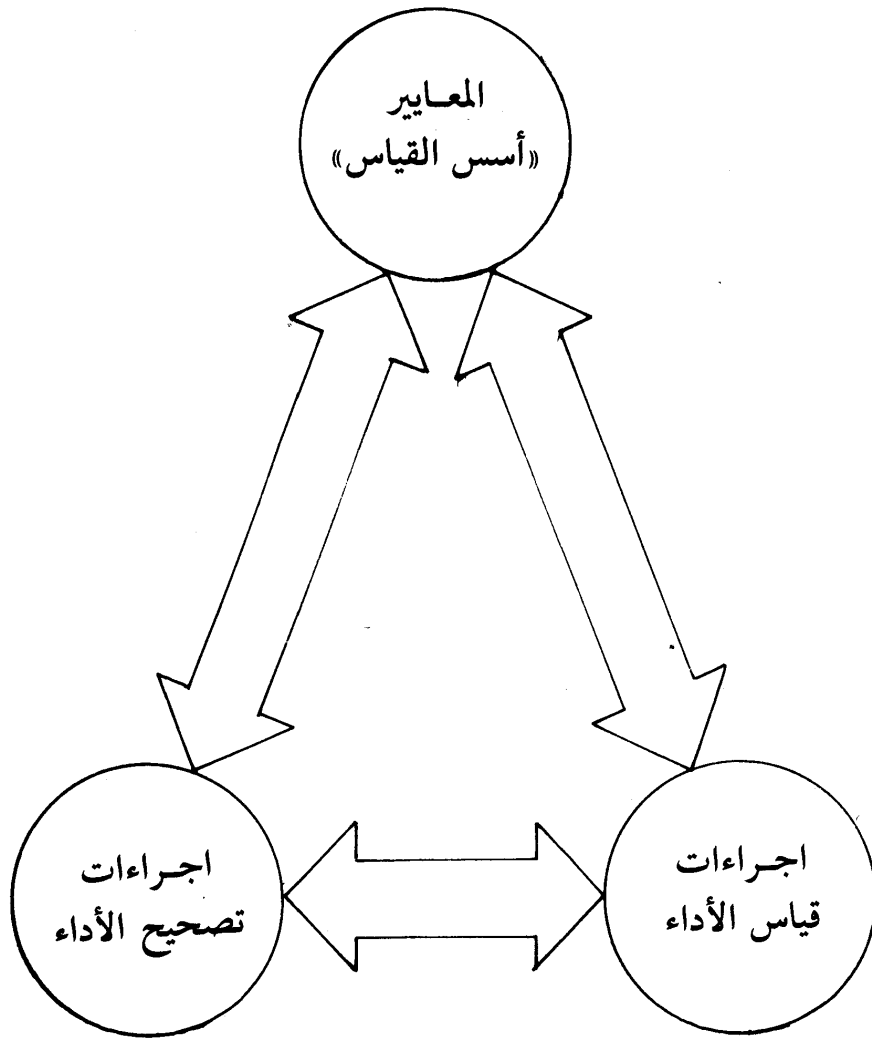 المعايير
«أسس القياس»
اجراءات
قياس الأداء
اجراءات
تصحيح الأداء